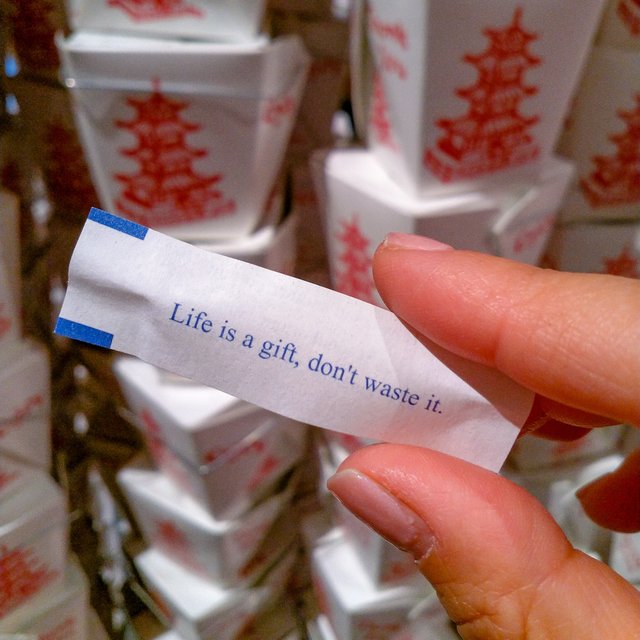 Life is a gift, don't waste it.